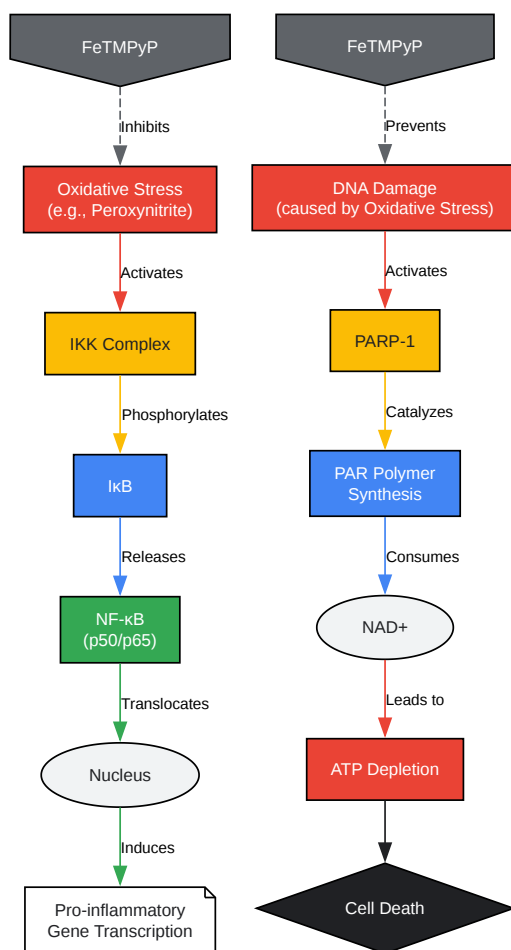 FeTMPyP
Inhibits
Oxidative Stress
(e.g., Peroxynitrite)
Activates
IKK Complex
Phosphorylates
IκB
Releases
NF-κB
(p50/p65)
Translocates
Nucleus
Induces
Pro-inflammatory
Gene Transcription
FeTMPyP
Prevents
DNA Damage
(caused by Oxidative Stress)
Activates
PARP-1
Catalyzes
PAR Polymer
Synthesis
Consumes
NAD+
Leads to
ATP Depletion
Cell Death